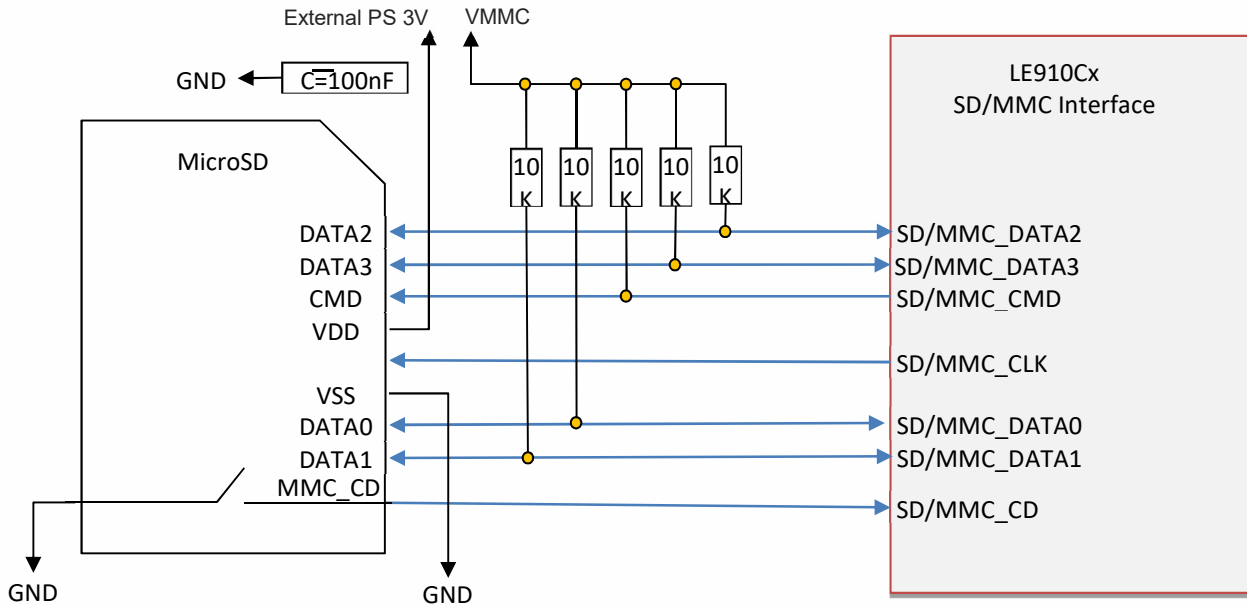 External PS 3V
VMMC
GND
C=100nF
LE910Cx
SD/MMC Interface
MicroSD
10
K
10
K
10
K
10
K
10
K
DATA2
SD/MMC_DATA2
DATA3
SD/MMC_DATA3
CMD
SD/MMC_CMD
VDD
SD/MMC_CLK
VSS
DATA0
SD/MMC_DATA0
DATA1
SD/MMC_DATA1
MMC_CD
SD/MMC_CD
GND
GND